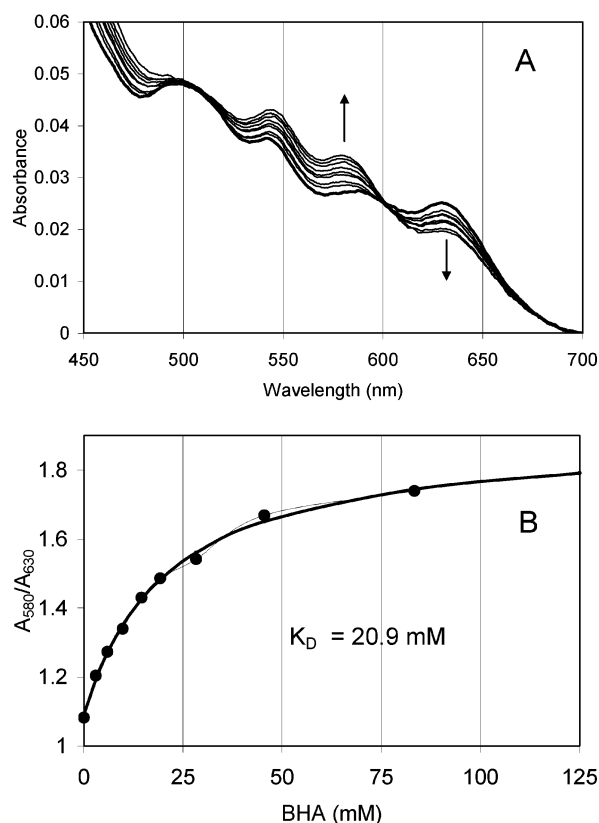 0.06
0.05
0.04
0.03
0.02
0.01
0
Absorbance
A
450 500 550 600 650 700
Wavelength (nm)
1.8
1.6
1.4
1.2
1
A580/A630
B
KD = 20.9 mM
0 25 50 75 100 125
BHA (mM)